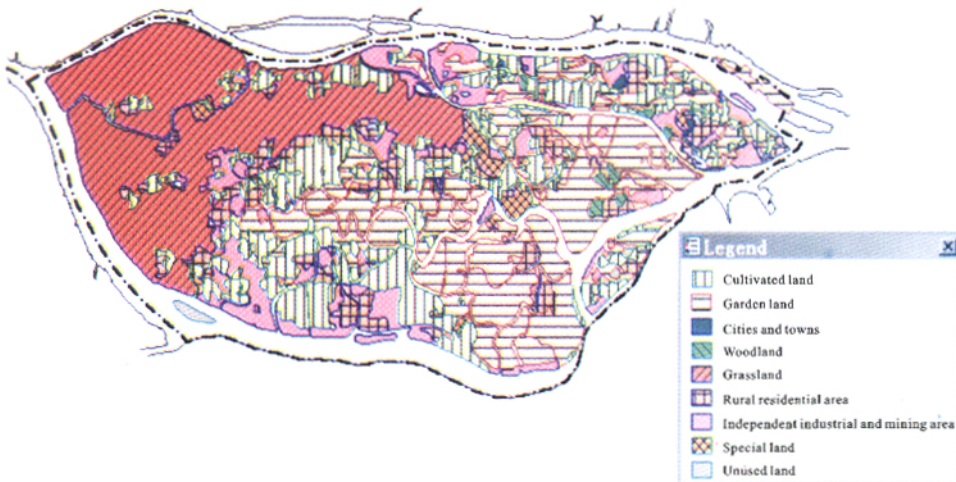 Legend
Cultivated land
Garden land
Cities and towns
Woodland
Grassland
Rural residential area
Independent industrial and mining area
Special land
Unused land